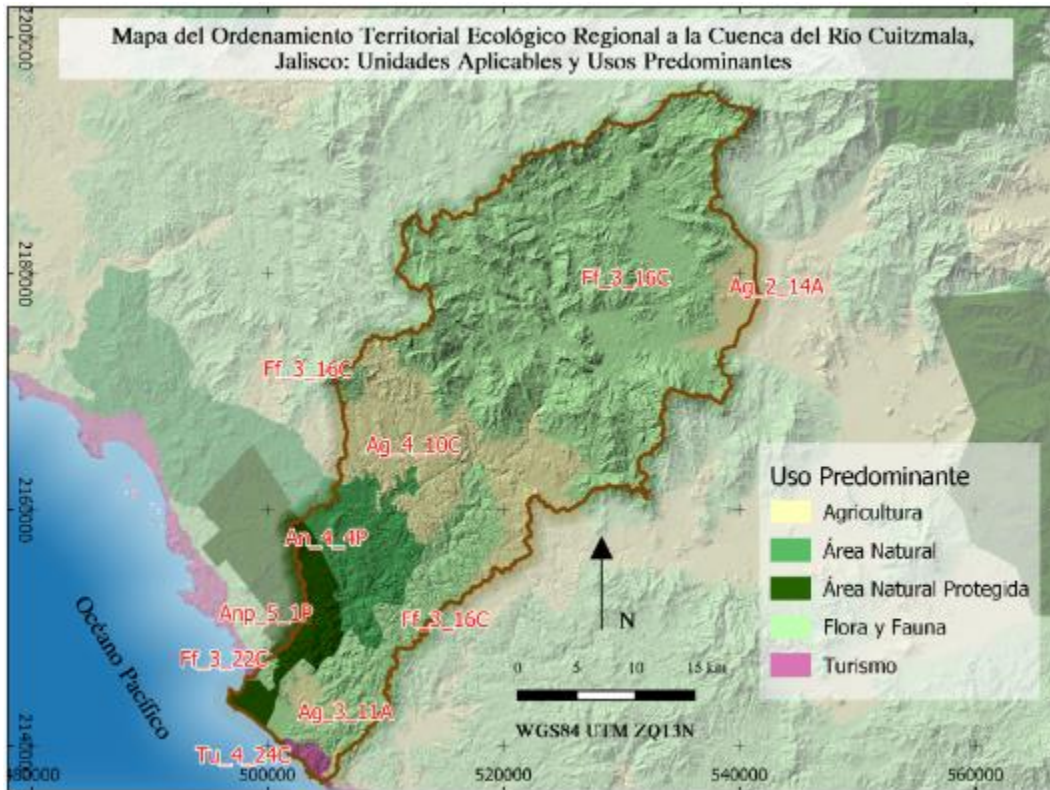 Mapa del Ordenamiento Territorial Ecológico Regional a la Cuenca del Río Cuitzmala,
Jalisco: Unidades Aplicables y Usos Predominantes
2200000
2180000
2160000
2140000
Ff_3_16C
Ag_2_14A
Ff_3_16C
Ag_4_10C
An_4_4P
Anp_5_1P
Ff_3_16C
Ff_3_22C
Ag_3_11A
Tu_4_24C
Océano Pacífico
N
0 5 10 15 km
WGS84 UTM ZQ13N
Uso Predominante
Agricultura
Área Natural
Área Natural Protegida
Flora y Fauna
Turismo
480000
500000
520000
540000
560000